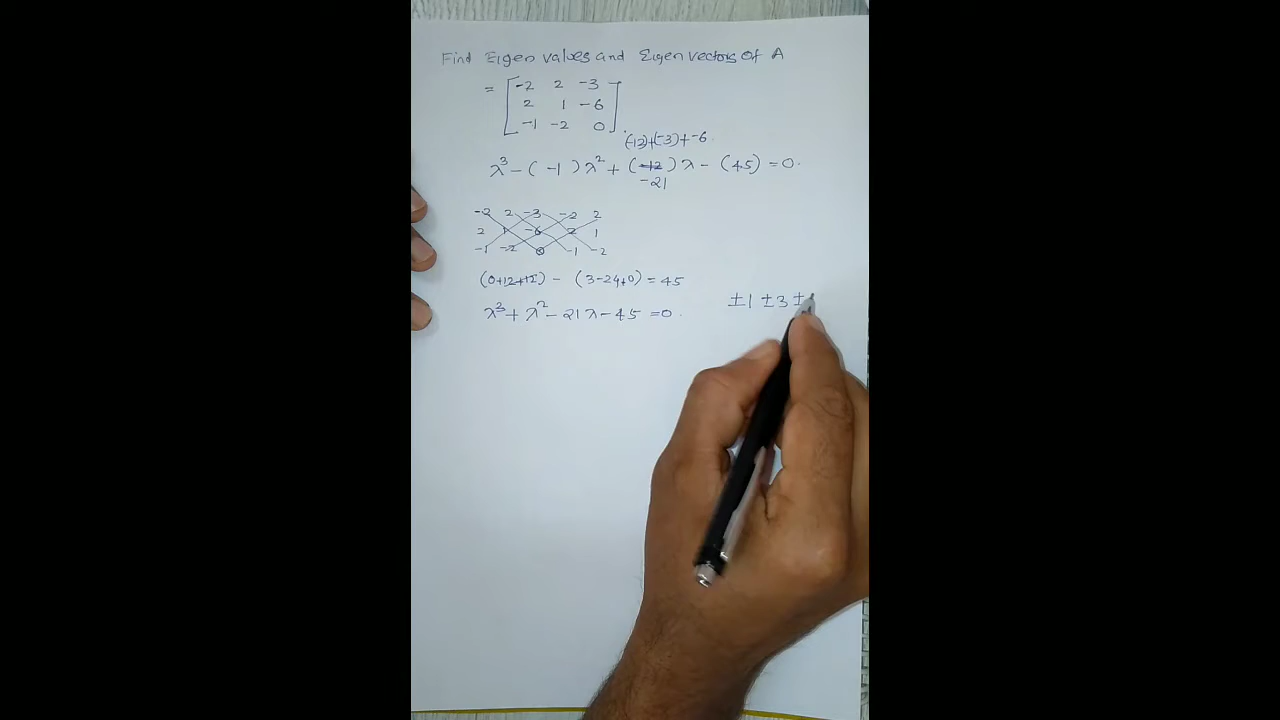 Find Eigen values and Eigen vectors of A
= [ -2 2 -3
2 1 -6
-1 -2 0 ].
(-12)+(-3)+-6.
λ³ - ( -1 ) λ² + (-12) λ - (45) = 0.
-21
-2 2 -3 -2 2
2 1 -6 2 1
-1 -2 0 -1 -2
(0+12+12) - (3-24+0) = 45
λ³ + λ² - 21 λ - 45 = 0.
±1 ±3 ±